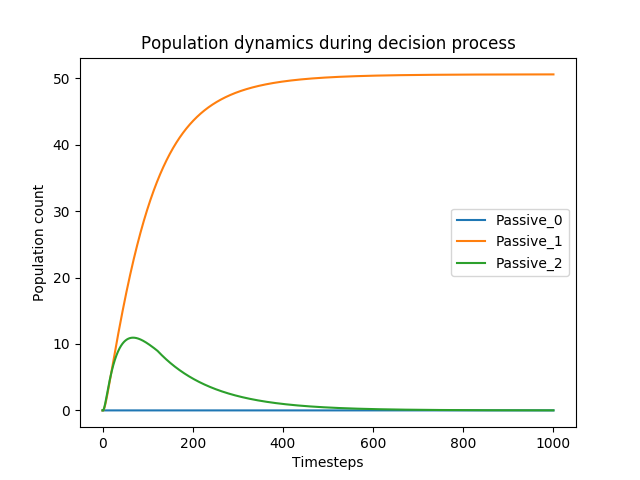 Population dynamics during decision process
Population count
50
40
30
20
10
0
Passive_0
Passive_1
Passive_2
0 200 400 600 800 1000
Timesteps